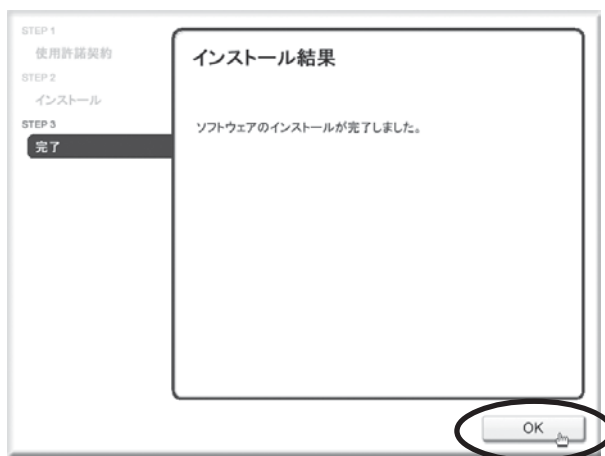 STEP 1
使用許諾契約
STEP 2
インストール
STEP 3
完了
インストール結果
ソフトウェアのインストールが完了しました。
OK